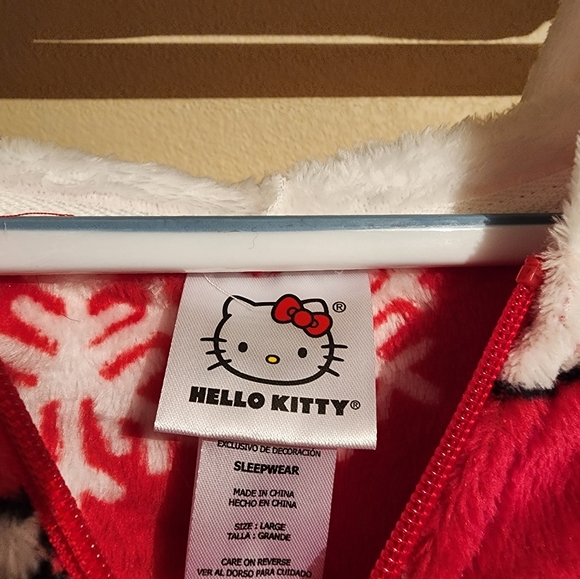 ®
HELLO KITTY®
EXCLUSIVO DE DECORACIÓN
SLEEPWEAR
MADE IN CHINA
HECHO EN CHINA
SIZE : LARGE
TALLA : GRANDE
CARE ON REVERSE
VER AL DORSO PARA CUIDADO